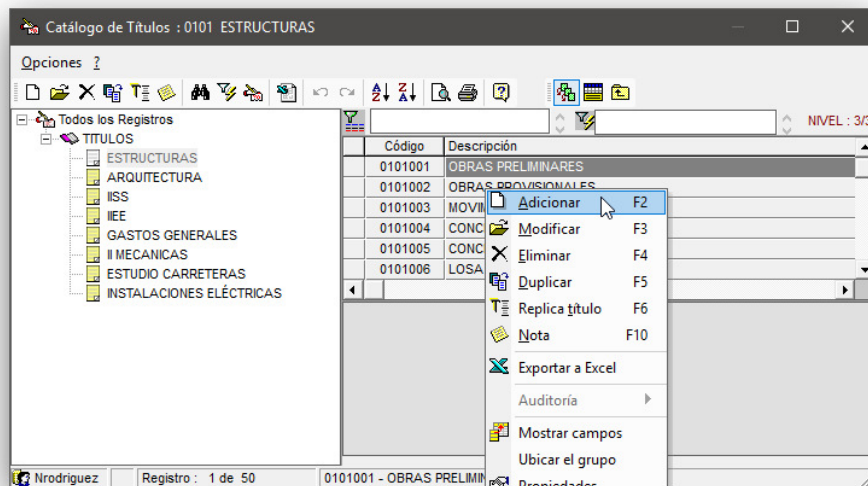 Catálogo de Títulos : 0101 ESTRUCTURAS
Opciones ?
Todos los Registros
TITULOS
ESTRUCTURAS
ARQUITECTURA
IISS
IIEE
GASTOS GENERALES
II MECANICAS
ESTUDIO CARRETERAS
INSTALACIONES ELÉCTRICAS
NIVEL : 3/3
Código Descripción
0101001 OBRAS PRELIMINARES
0101002 OBRAS PROVISIONALES
0101003 MOVIM
0101004 CONC
0101005 CONC
0101006 LOSA
Adicionar F2
Modificar F3
Eliminar F4
Duplicar F5
Replica título F6
Nota F10
Exportar a Excel
Auditoría
Mostrar campos
Ubicar el grupo
Propiedades
Nrodriguez Registro : 1 de 50 0101001 - OBRAS PRELIMIN